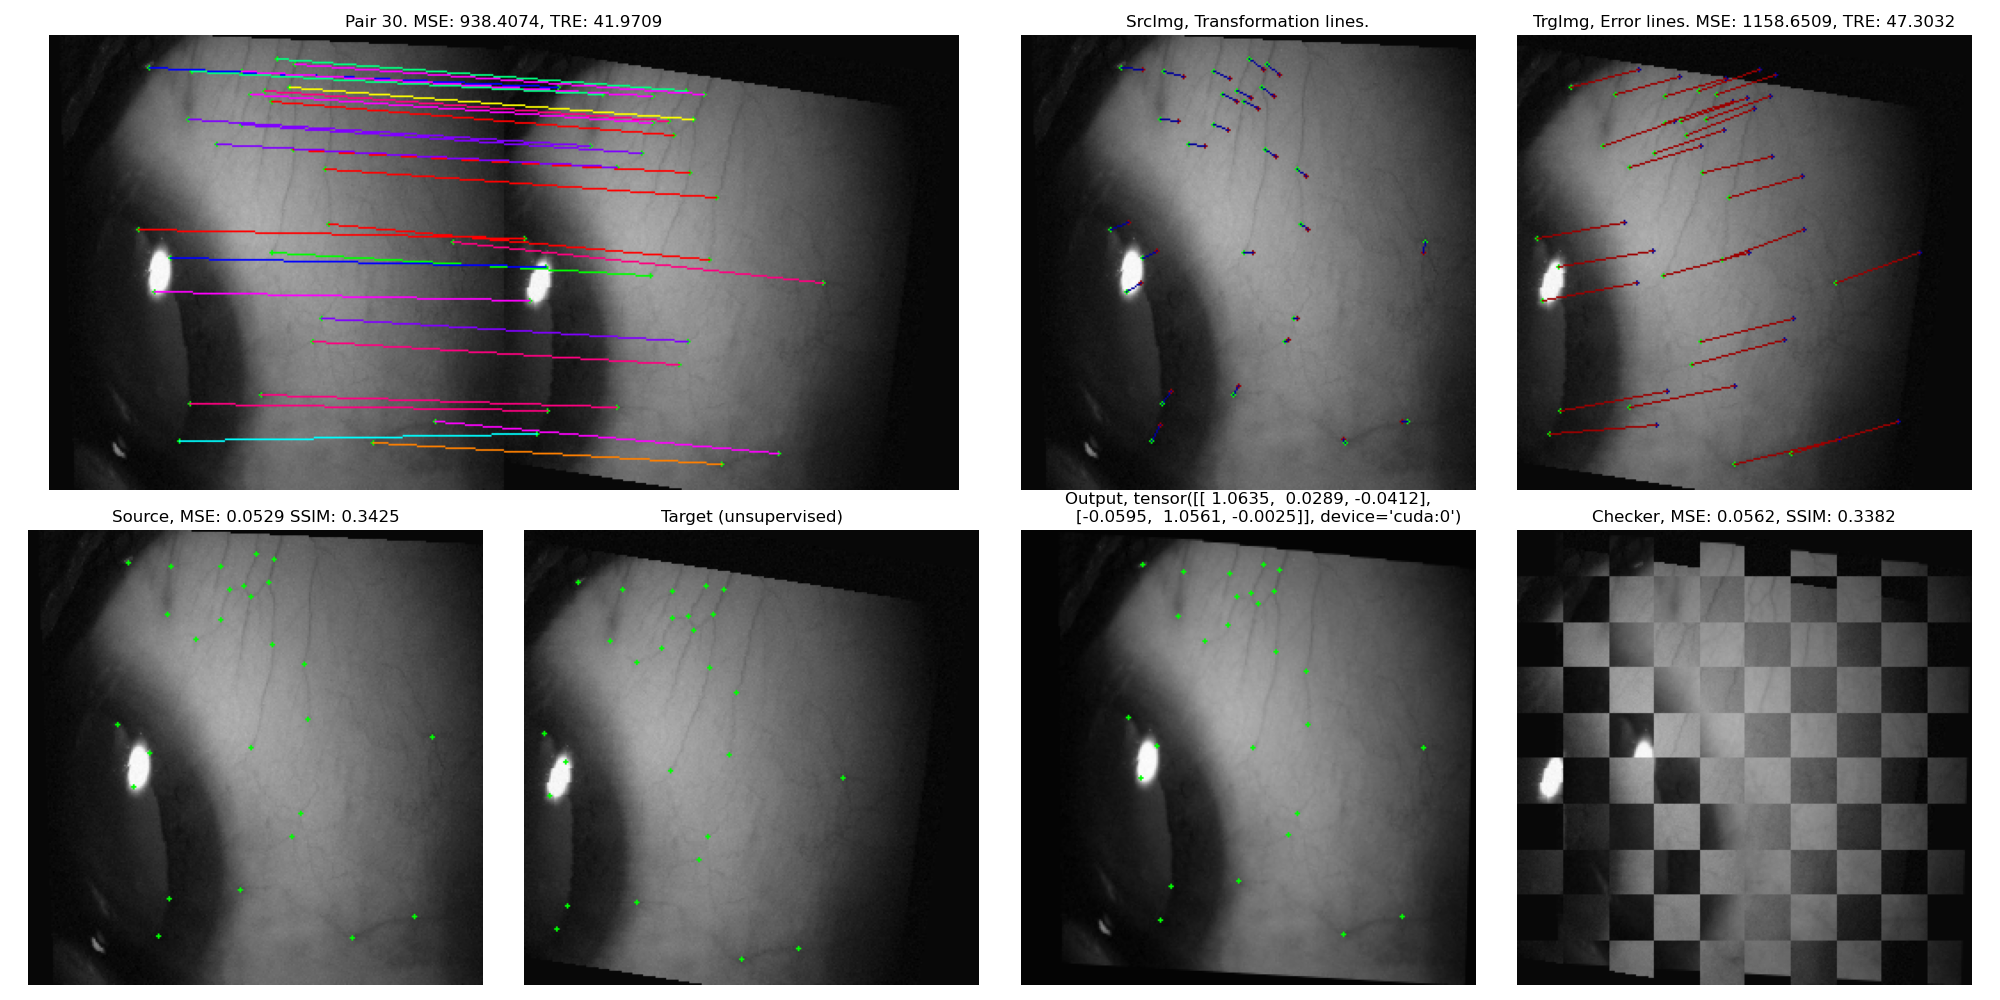 Pair 30. MSE: 938.4074, TRE: 41.9709
SrcImg, Transformation lines.
TrgImg, Error lines. MSE: 1158.6509, TRE: 47.3032
Source, MSE: 0.0529 SSIM: 0.3425
Target (unsupervised)
Output, tensor([[ 1.0635,  0.0289, -0.0412],
[-0.0595,  1.0561, -0.0025]], device='cuda:0')
Checker, MSE: 0.0562, SSIM: 0.3382